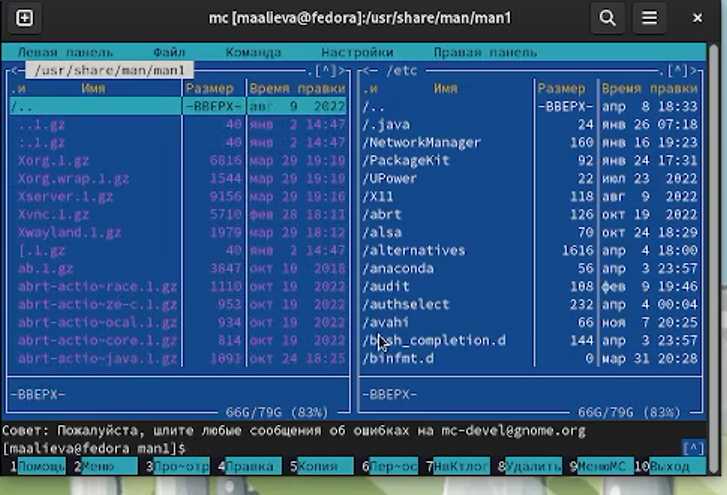 mc [maalieva@fedora]:/usr/share/man/man1
Левая панель Файл Команда Настройки Правая панель
<— /usr/share/man/man1 .[^]> <— /etc .[^]>
.и Имя Размер Время правки .и Имя Размер Время правки
/.. -ВВЕРХ- авг 9 2022 /.. -ВВЕРХ- апр 8 18:33
..1.gz 40 янв 2 14:47 /.java 24 янв 26 07:18
:.1.gz 40 янв 2 14:47 /NetworkManager 160 янв 16 19:23
Xorg.1.gz 6816 мар 29 19:19 /PackageKit 92 янв 24 17:31
Xorg.wrap.1.gz 1544 мар 29 19:19 /UPower 22 июл 23 2022
Xserver.1.gz 9156 мар 29 19:16 /X11 118 авг 9 2022
Xvnc.1.gz 5710 фев 28 18:11 /abrt 126 окт 19 2022
Xwayland.1.gz 1979 мар 29 18:12 /alsa 70 окт 24 18:29
[.1.gz 40 янв 2 14:47 /alternatives 1616 апр 4 18:00
ab.1.gz 3847 окт 10 2018 /anaconda 56 апр 3 23:57
abrt-actio~race.1.gz 1110 окт 19 2022 /audit 108 фев 9 19:46
abrt-actio~ze-c.1.gz 953 окт 19 2022 /authselect 232 апр 4 00:04
abrt-actio~ocal.1.gz 934 окт 19 2022 /avahi 66 ноя 7 20:25
abrt-actio~core.1.gz 814 окт 19 2022 /bash_completion.d 144 апр 3 23:57
abrt-actio~java.1.gz 1091 окт 24 18:25 /binfmt.d 0 мар 31 20:28
-ВВЕРХ- -ВВЕРХ-
66G/79G (83%) 66G/79G (83%)
Совет: Пожалуйста, шлите любые сообщения об ошибках на mc-devel@gnome.org
[maalieva@fedora man1]$ [^]
1Помощь 2Меню 3Про~отр 4Правка 5Копия 6Пер~ос 7НвКтлог 8Удалить 9МенюМС 10Выход